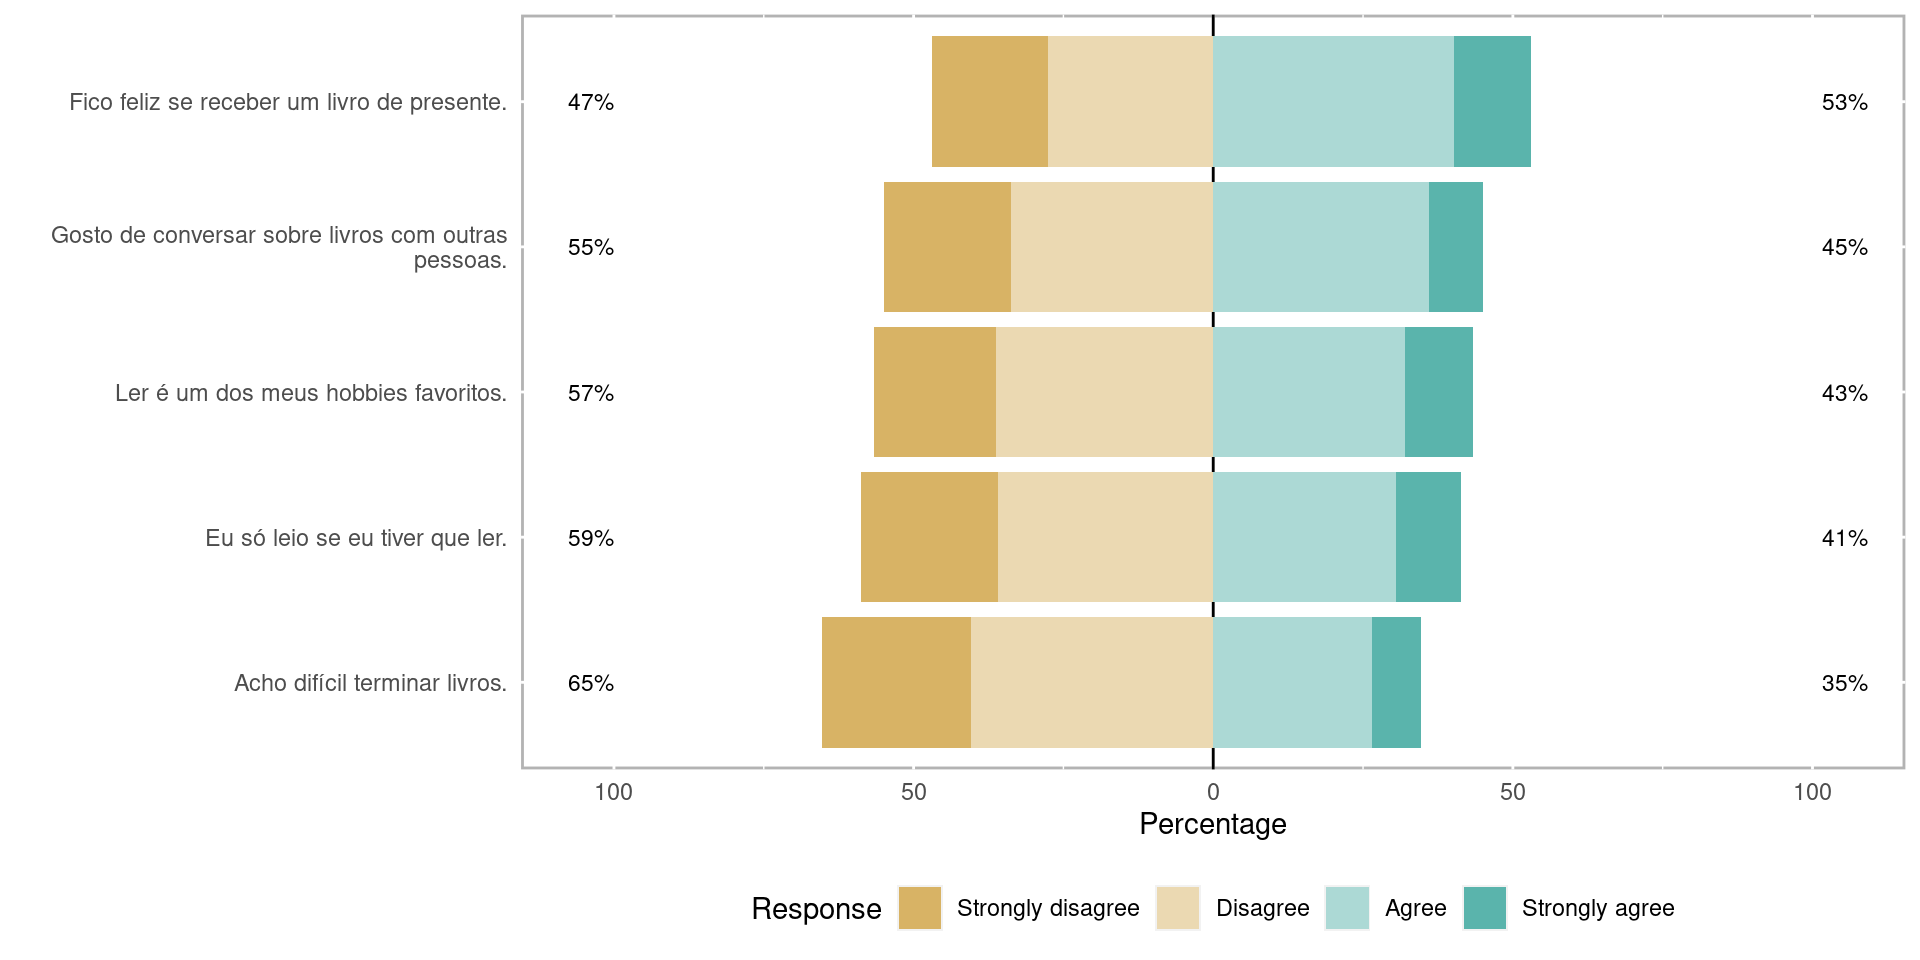 Fico feliz se receber um livro de presente.
47%
53%
Gosto de conversar sobre livros com outras
pessoas.
55%
45%
Ler é um dos meus hobbies favoritos.
57%
43%
Eu só leio se eu tiver que ler.
59%
41%
Acho difícil terminar livros.
65%
35%
100 50 0 50 100
Percentage
Response Strongly disagree Disagree Agree Strongly agree